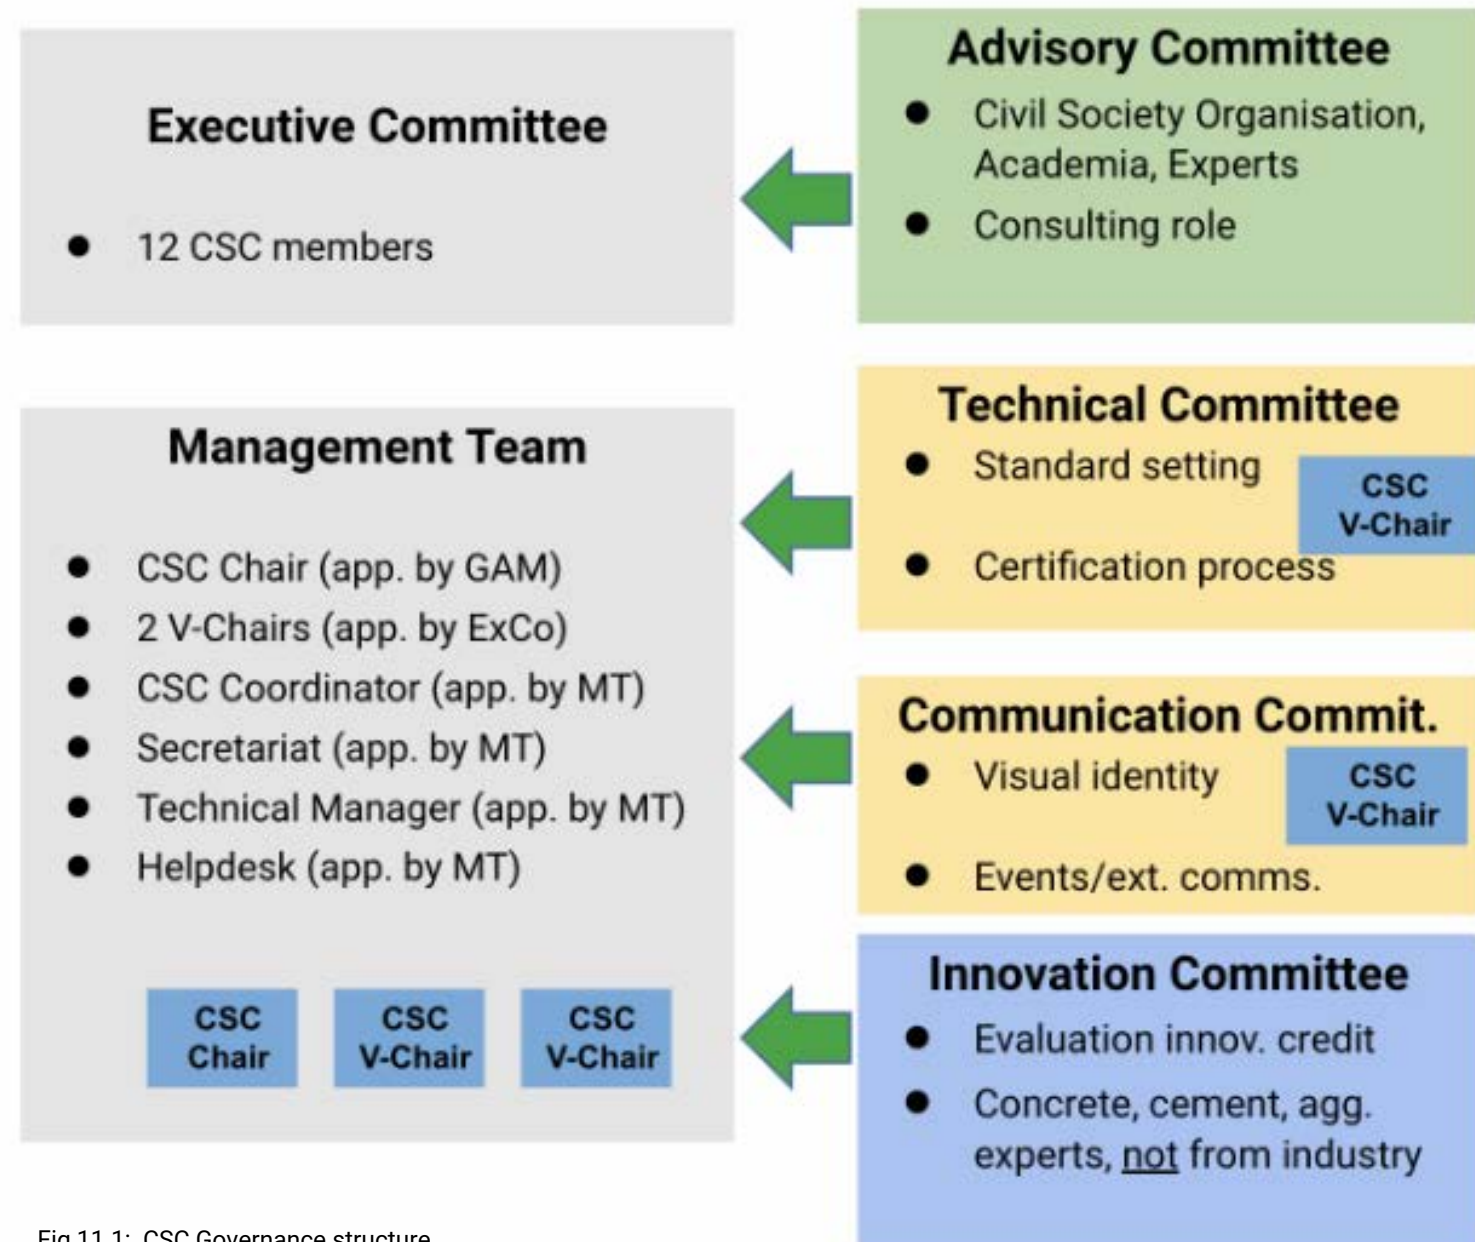 Executive Committee
● 12 CSC members
Advisory Committee
● Civil Society Organisation,
Academia, Experts
● Consulting role
Management Team
● CSC Chair (app. by GAM)
● 2 V-Chairs (app. by ExCo)
● CSC Coordinator (app. by MT)
● Secretariat (app. by MT)
● Technical Manager (app. by MT)
● Helpdesk (app. by MT)
CSC
Chair
CSC
V-Chair
CSC
V-Chair
Technical Committee
● Standard setting
CSC
V-Chair
● Certification process
Communication Commit.
● Visual identity
CSC
V-Chair
● Events/ext. comms.
Innovation Committee
● Evaluation innov. credit
● Concrete, cement, agg.
experts, not from industry
Fig 11.1: CSC Governance structure